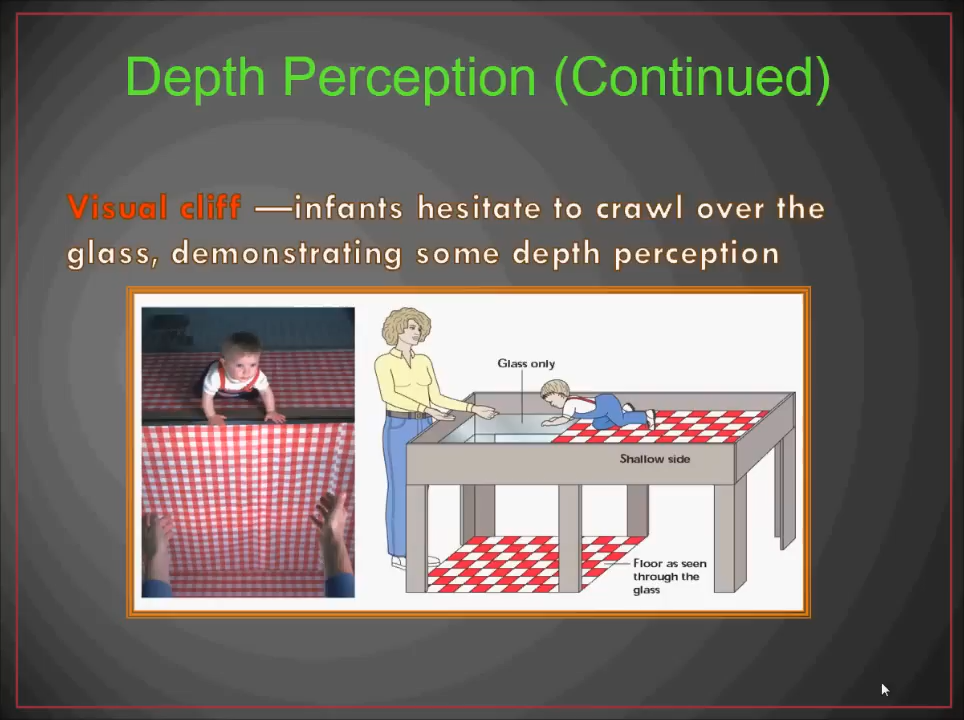 Depth Perception (Continued)
Visual cliff —infants hesitate to crawl over the
glass, demonstrating some depth perception
Glass only
Shallow side
Floor as seen
through the
glass